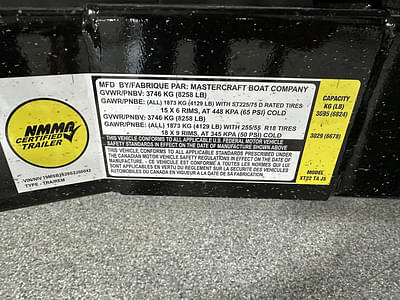 MFD BY/FABRIQUE PAR: MASTERCRAFT BOAT COMPANY
GVWR/PNBV: 3746 KG (8258 LB)
GAWR/PNBE: (ALL) 1873 KG (4129 LB) WITH ST225/75 D RATED TIRES
15 X 6 RIMS, AT 448 KPA (65 PSI) COLD
GVWR/PNBV: 3746 KG (8258 LB)
GAWR/PNBE: (ALL) 1873 KG (4129 LB) WITH 255/55 R18 TIRES
18 X 9 RIMS, AT 345 KPA (50 PSI) COLD
THIS VEHICLE CONFORMS TO ALL APPLICABLE U.S. FEDERAL MOTOR VEHICLE
SAFETY STANDARDS IN EFFECT ON THE DATE OF MANUFACTURE SHOWN ABOVE
THIS VEHICLE CONFORMS TO ALL APPLICABLE STANDARDS PRESCRIBED UNDER
THE CANADIAN MOTOR VEHICLE SAFETY REGULATIONS IN EFFECT ON THE DATE OF
MANUFACTURE / CE VEHICULE EST CONFORME A TOUTES LES NORMES QUI LUI SONT
APPLICABLES EN VERTU DU REGLEMENT SUR LA SECURITE DES VEHICULES
AUTOMOBILES DU CANADA EN VIGUEUR A LA DATE DE SA FABRICATION
CAPACITY
KG (LB)
3095 (6824)
3029 (6678)
MODEL
XT22 TA JS
NMMA
CERTIFIED
TRAILER
VIN/NIV
TYPE - TRA/REM